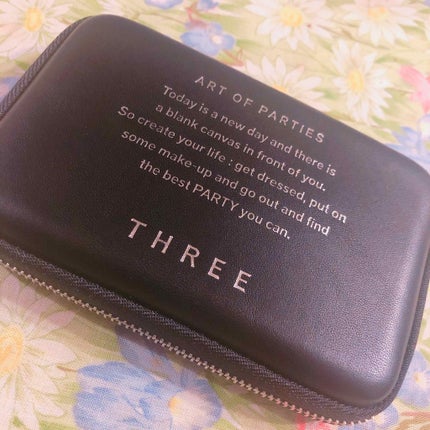 ART OF PARTIES
Today is a new day and there is
a blank canvas in front of you.
So create your life : get dressed, put on
some make-up and go out and find
the best PARTY you can.
THREE